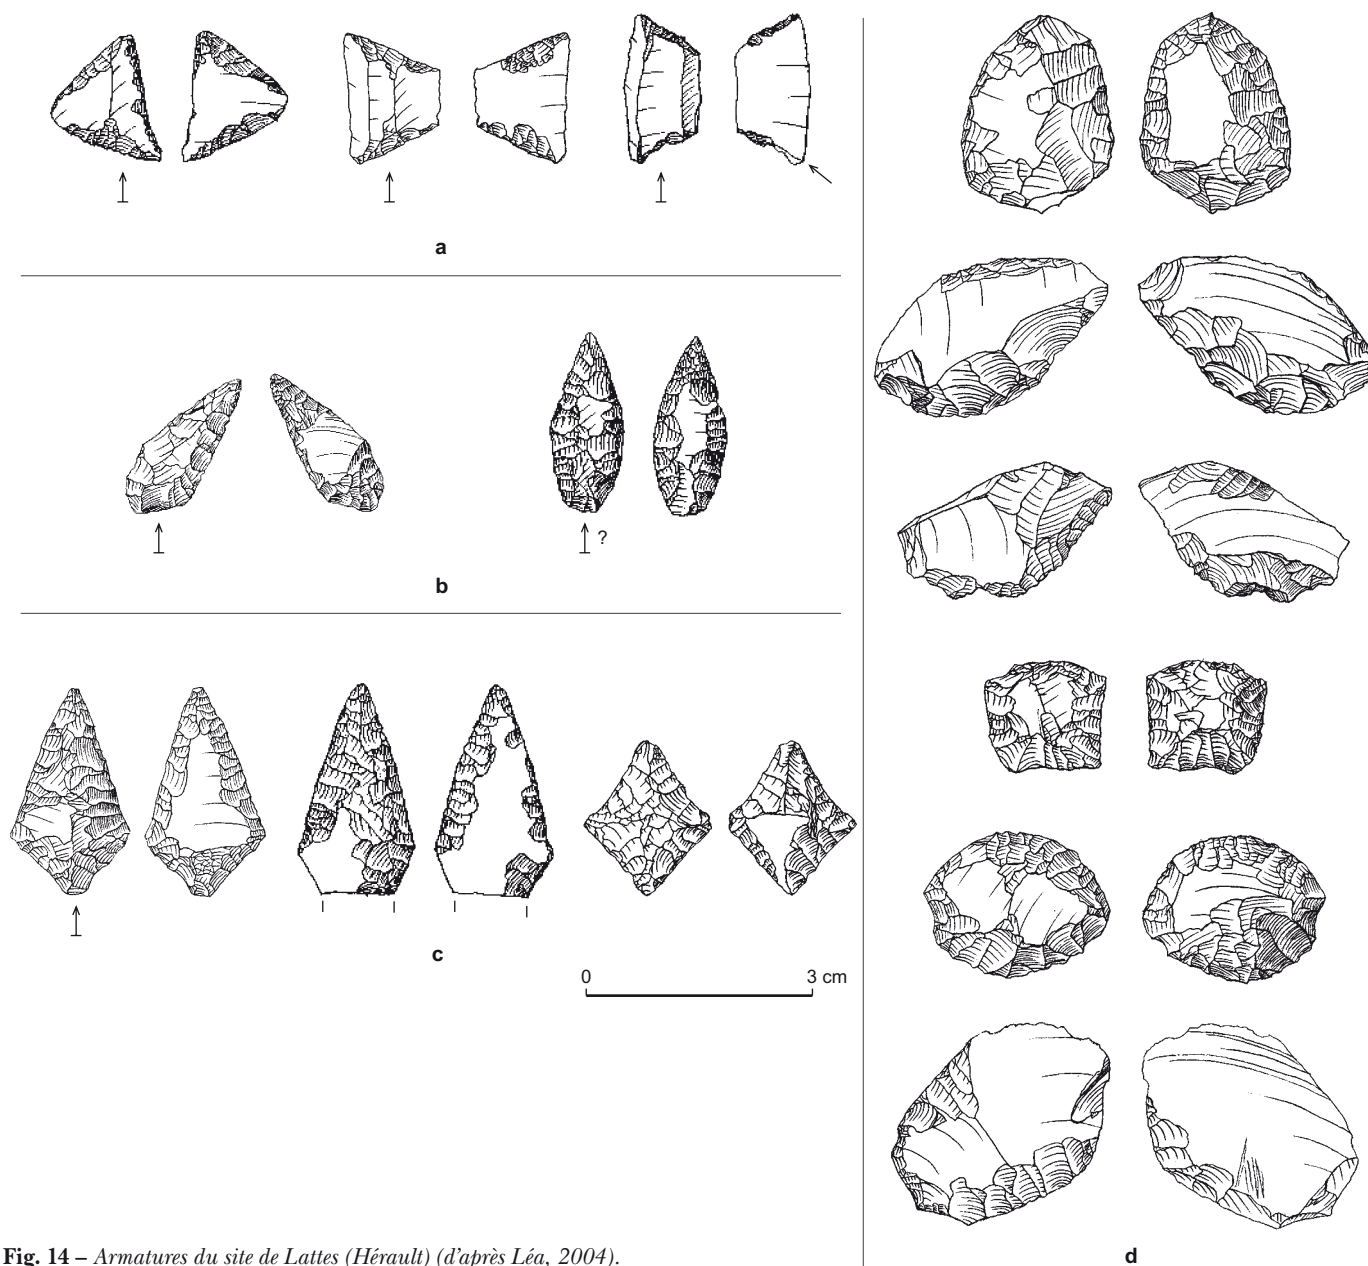 a
?
b
c
0 3 cm
d
Fig. 14 – Armatures du site de Lattes (Hérault) (d'après Léa, 2004).